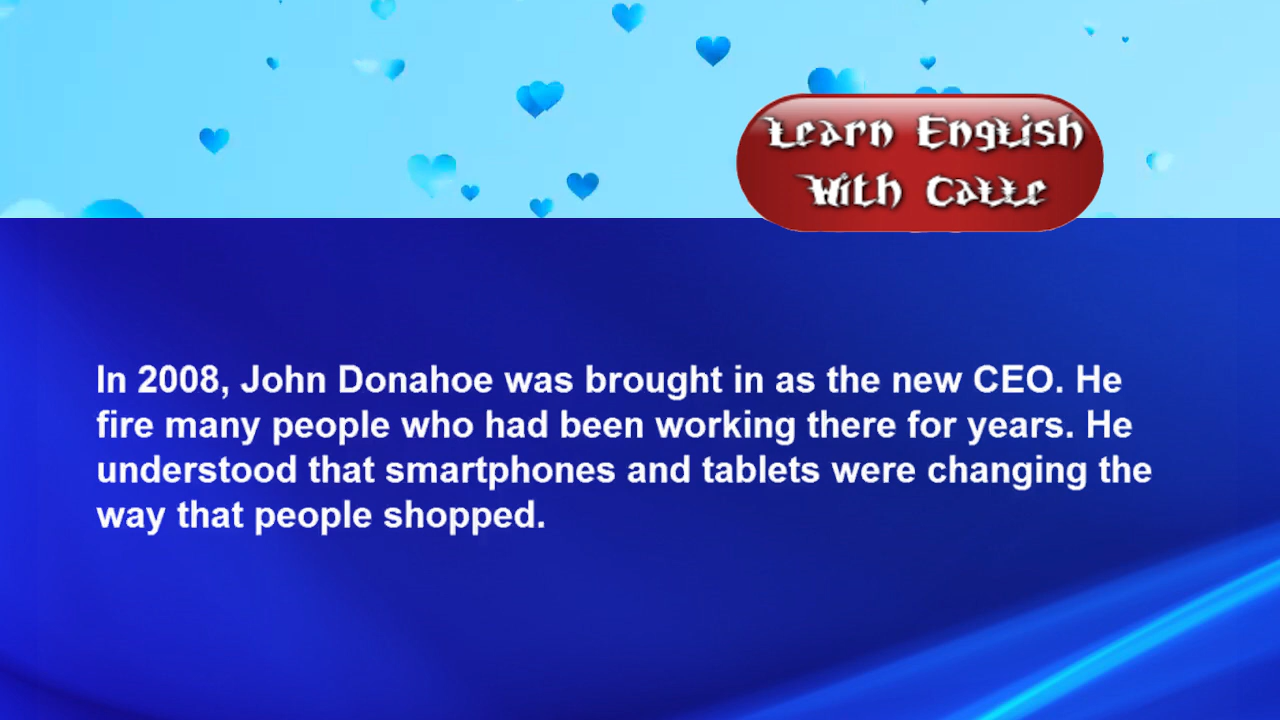 Learn English
With Catte
In 2008, John Donahoe was brought in as the new CEO. He
fire many people who had been working there for years. He
understood that smartphones and tablets were changing the
way that people shopped.